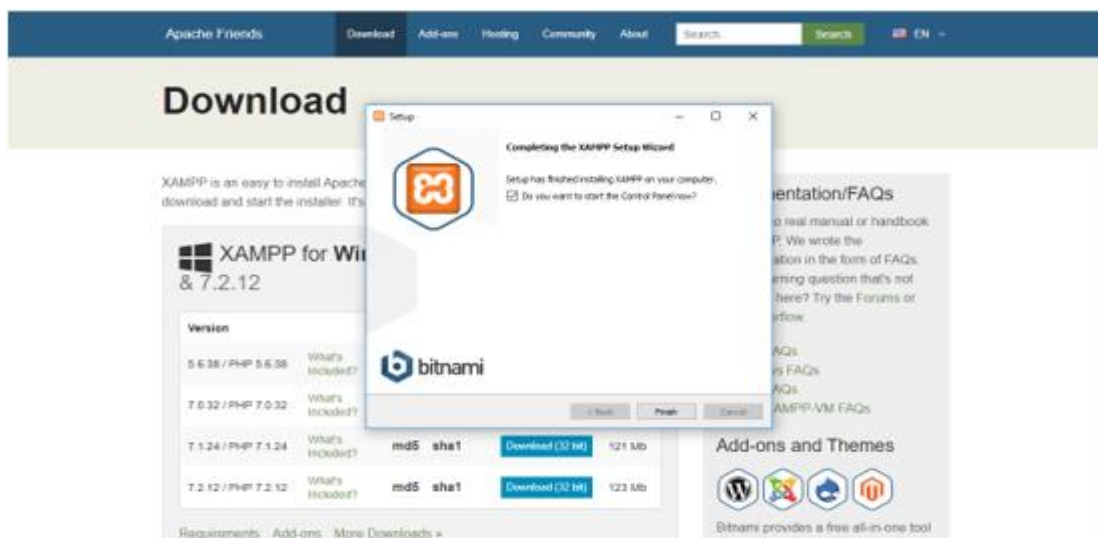 Apache Friends Download Add-ons Hosting Community About Search. Search EN
Download
XAMPP is an easy to install Apache
download and start the installer. It's
XAMPP for Wi
& 7.2.12
Version
5.6.38 / PHP 5.6.38 What's Included?
7.0.32 / PHP 7.0.32 What's Included?
7.1.24 / PHP 7.1.24 What's Included? md5 sha1 Download (32 bit) 121 Mb
7.2.12 / PHP 7.2.12 What's Included? md5 sha1 Download (32 bit) 123 Mb
Requirements Add-ons More Downloads »
Setup
Completing the XAMPP Setup Wizard
Setup has finished installing XAMPP on your computer.
Do you want to start the Control Panel now?
bitnami
< Back Finish Cancel
entation/FAQs
o real manual or handbook
P. We wrote the
ation in the form of FAQs.
rning question that's not
here? Try the Forums or
rflow.
AQs
s FAQs
AQs
AMPP-VM FAQs
Add-ons and Themes
Bitnami provides a free all-in-one tool